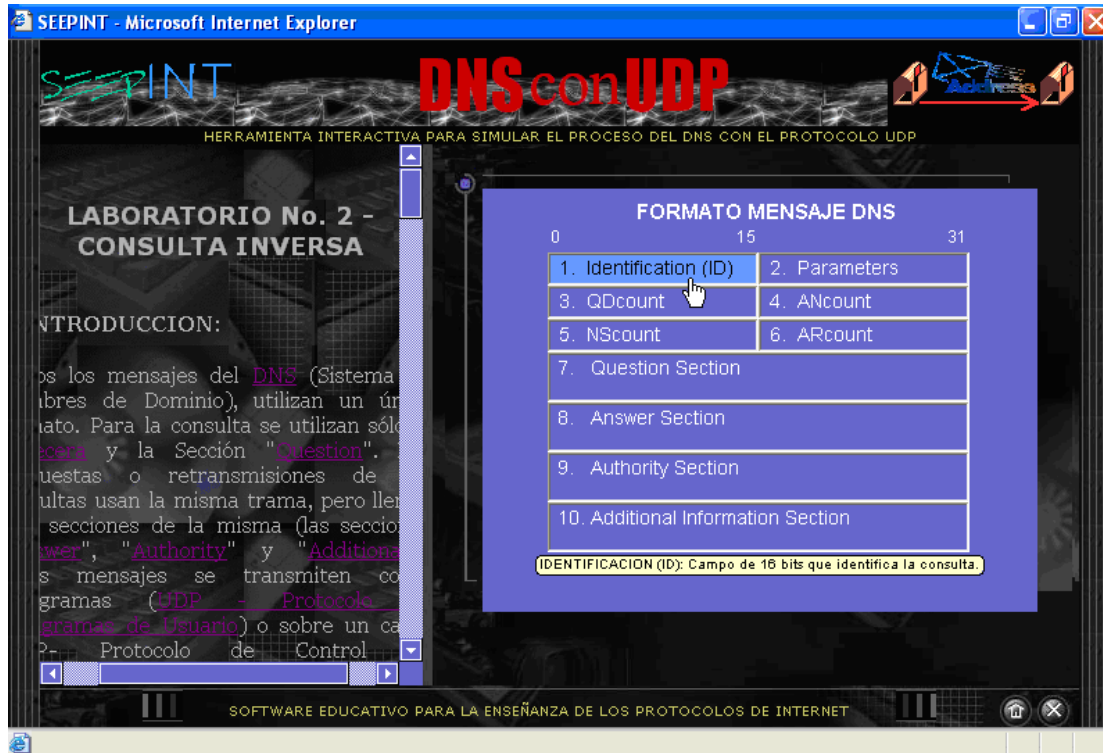 SEEPINT - Microsoft Internet Explorer
SEEPINT
DNS con UDP
Address
HERRAMIENTA INTERACTIVA PARA SIMULAR EL PROCESO DEL DNS CON EL PROTOCOLO UDP
LABORATORIO No. 2 -
CONSULTA INVERSA
NTRODUCCION:
os los mensajes del DNS (Sistema
bres de Dominio), utilizan un ún
ato. Para la consulta se utilizan sólo
y la Sección "Question".
uestas o retransmisiones de
ultas usan la misma trama, pero llen
secciones de la misma (las seccio
wer", "Authority" y "Additiona
s mensajes se transmiten co
gramas (UDP - Protocolo
gramas de Usuario) o sobre un ca
P- Protocolo de Control
FORMATO MENSAJE DNS
0 15 31
1. Identification (ID) 2. Parameters
3. QDcount 4. ANcount
5. NScount 6. ARcount
7. Question Section
8. Answer Section
9. Authority Section
10. Additional Information Section
IDENTIFICACION (ID): Campo de 16 bits que identifica la consulta.
SOFTWARE EDUCATIVO PARA LA ENSEÑANZA DE LOS PROTOCOLOS DE INTERNET